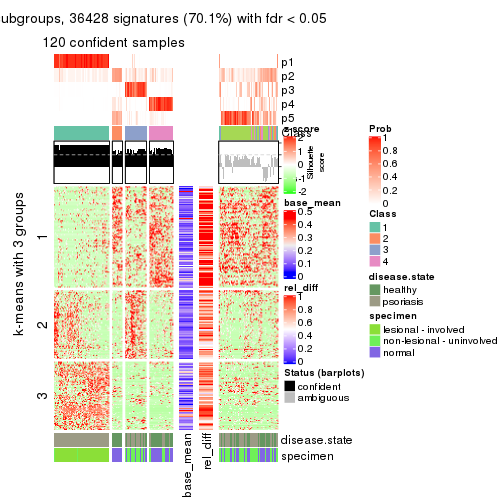 ubgroups, 36428 signatures (70.1%) with fdr < 0.05
120 confident samples
p1
p2
p3
p4
p5
Class
z-score
2
1
-1
-2
Silhouette
score
base_mean
0.5
0.4
0.3
0.2
0.1
0
rel_diff
1
0.8
0.6
0.4
0.2
0
Status (barplots)
confident
ambiguous
Prob
1
0.8
0.6
0.4
0.2
0
Class
1
2
3
4
disease.state
healthy
psoriasis
specimen
lesional - involved
non-lesional - uninvolved
normal
k-means with 3 groups
1
2
3
disease.state
specimen
base_mean
rel_diff